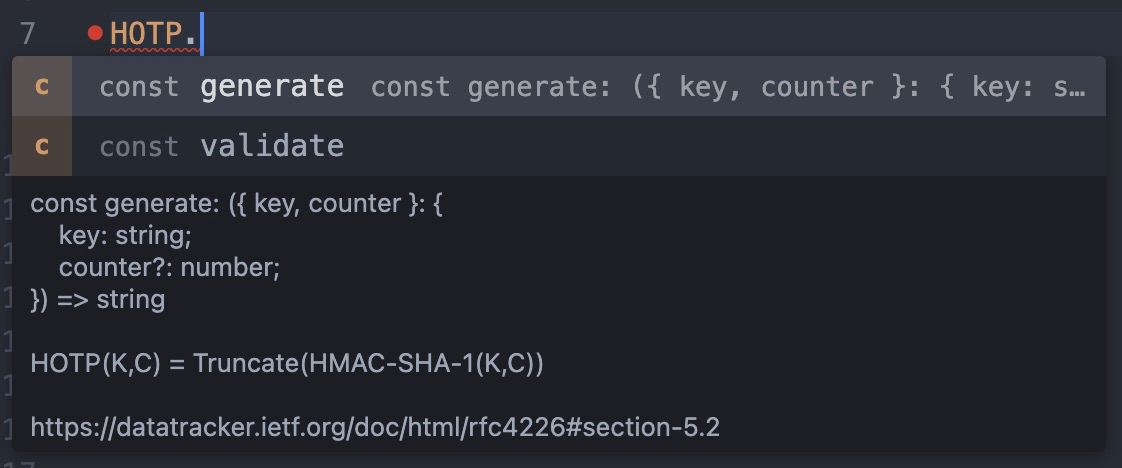 7 HOTP.
c const generate const generate: ({ key, counter }: { key: s…
c const validate
const generate: ({ key, counter }: {
key: string;
counter?: number;
}) => string
HOTP(K,C) = Truncate(HMAC-SHA-1(K,C))
https://datatracker.ietf.org/doc/html/rfc4226#section-5.2